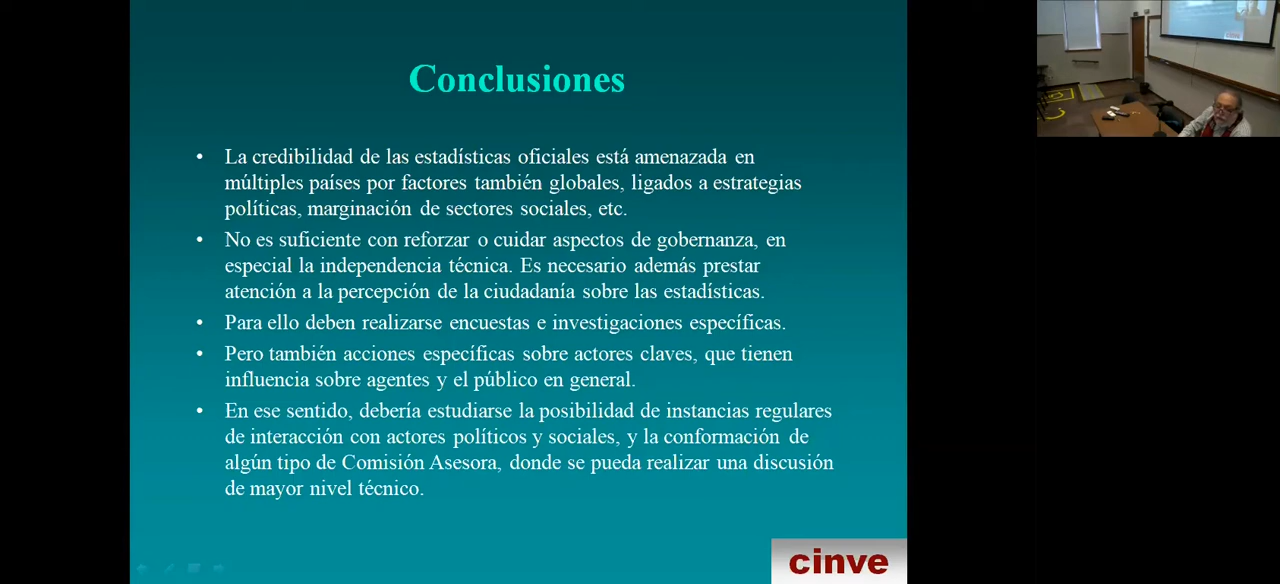 Conclusiones
• La credibilidad de las estadísticas oficiales está amenazada en
múltiples países por factores también globales, ligados a estrategias
políticas, marginación de sectores sociales, etc.
• No es suficiente con reforzar o cuidar aspectos de gobernanza, en
especial la independencia técnica. Es necesario además prestar
atención a la percepción de la ciudadanía sobre las estadísticas.
• Para ello deben realizarse encuestas e investigaciones específicas.
• Pero también acciones específicas sobre actores claves, que tienen
influencia sobre agentes y el público en general.
• En ese sentido, debería estudiarse la posibilidad de instancias regulares
de interacción con actores políticos y sociales, y la conformación de
algún tipo de Comisión Asesora, donde se pueda realizar una discusión
de mayor nivel técnico.
cinve